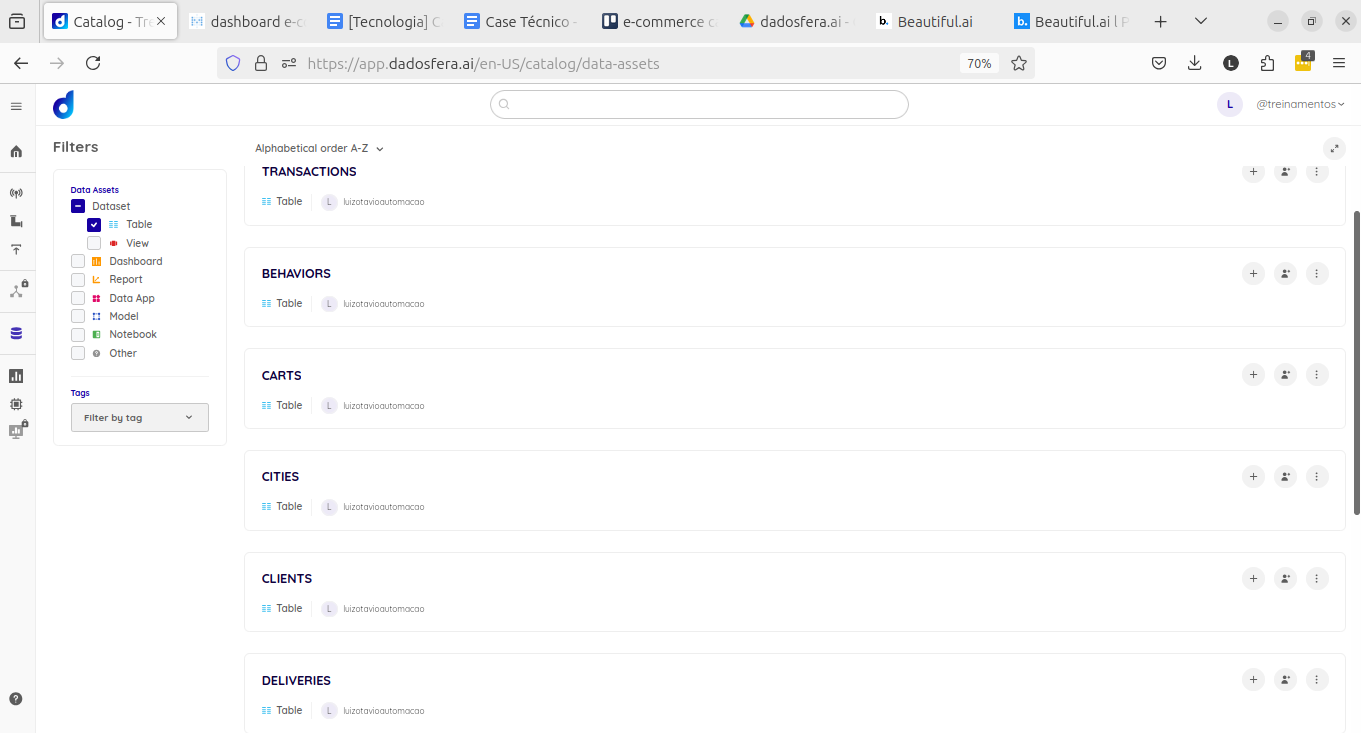 Catalog - Tre
dashboard e-c
[Tecnologia] C
Case Técnico -
e-commerce c
dadosfera.ai -
b. Beautiful.ai
b. Beautiful.ai l P
https://app.dadosfera.ai/en-US/catalog/data-assets
70%
L
4
L
@treinamentos
Filters
Alphabetical order A-Z
Data Assets
Dataset
Table
View
Dashboard
Report
Data App
Model
Notebook
Other
Tags
Filter by tag
TRANSACTIONS
Table
L luizotavioautomacao
BEHAVIORS
Table
L luizotavioautomacao
CARTS
Table
L luizotavioautomacao
CITIES
Table
L luizotavioautomacao
CLIENTS
Table
L luizotavioautomacao
DELIVERIES
Table
L luizotavioautomacao